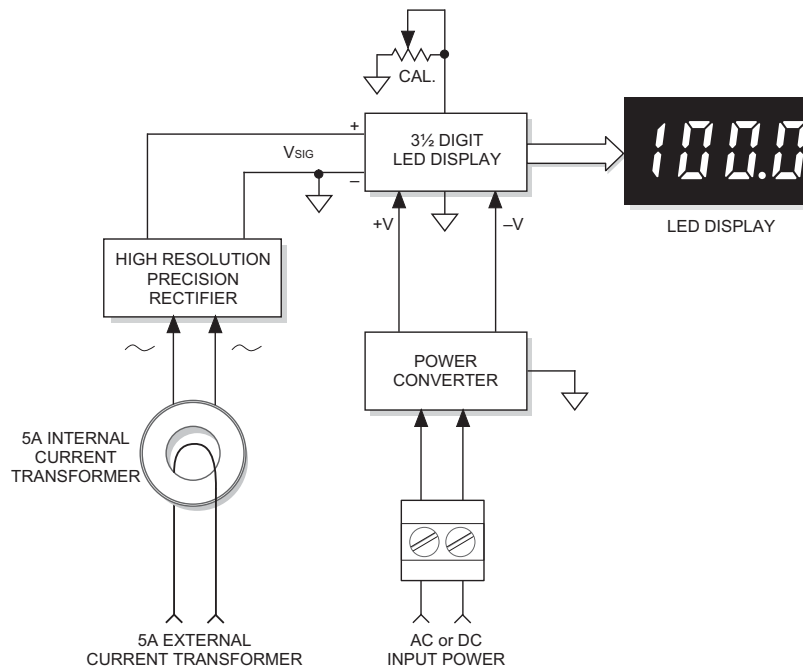 CAL.
+
VSIG
–
3½ DIGIT
LED DISPLAY
100.0
LED DISPLAY
+V
–V
HIGH RESOLUTION
PRECISION
RECTIFIER
POWER
CONVERTER
5A INTERNAL
CURRENT
TRANSFORMER
5A EXTERNAL
CURRENT TRANSFORMER
AC or DC
INPUT POWER